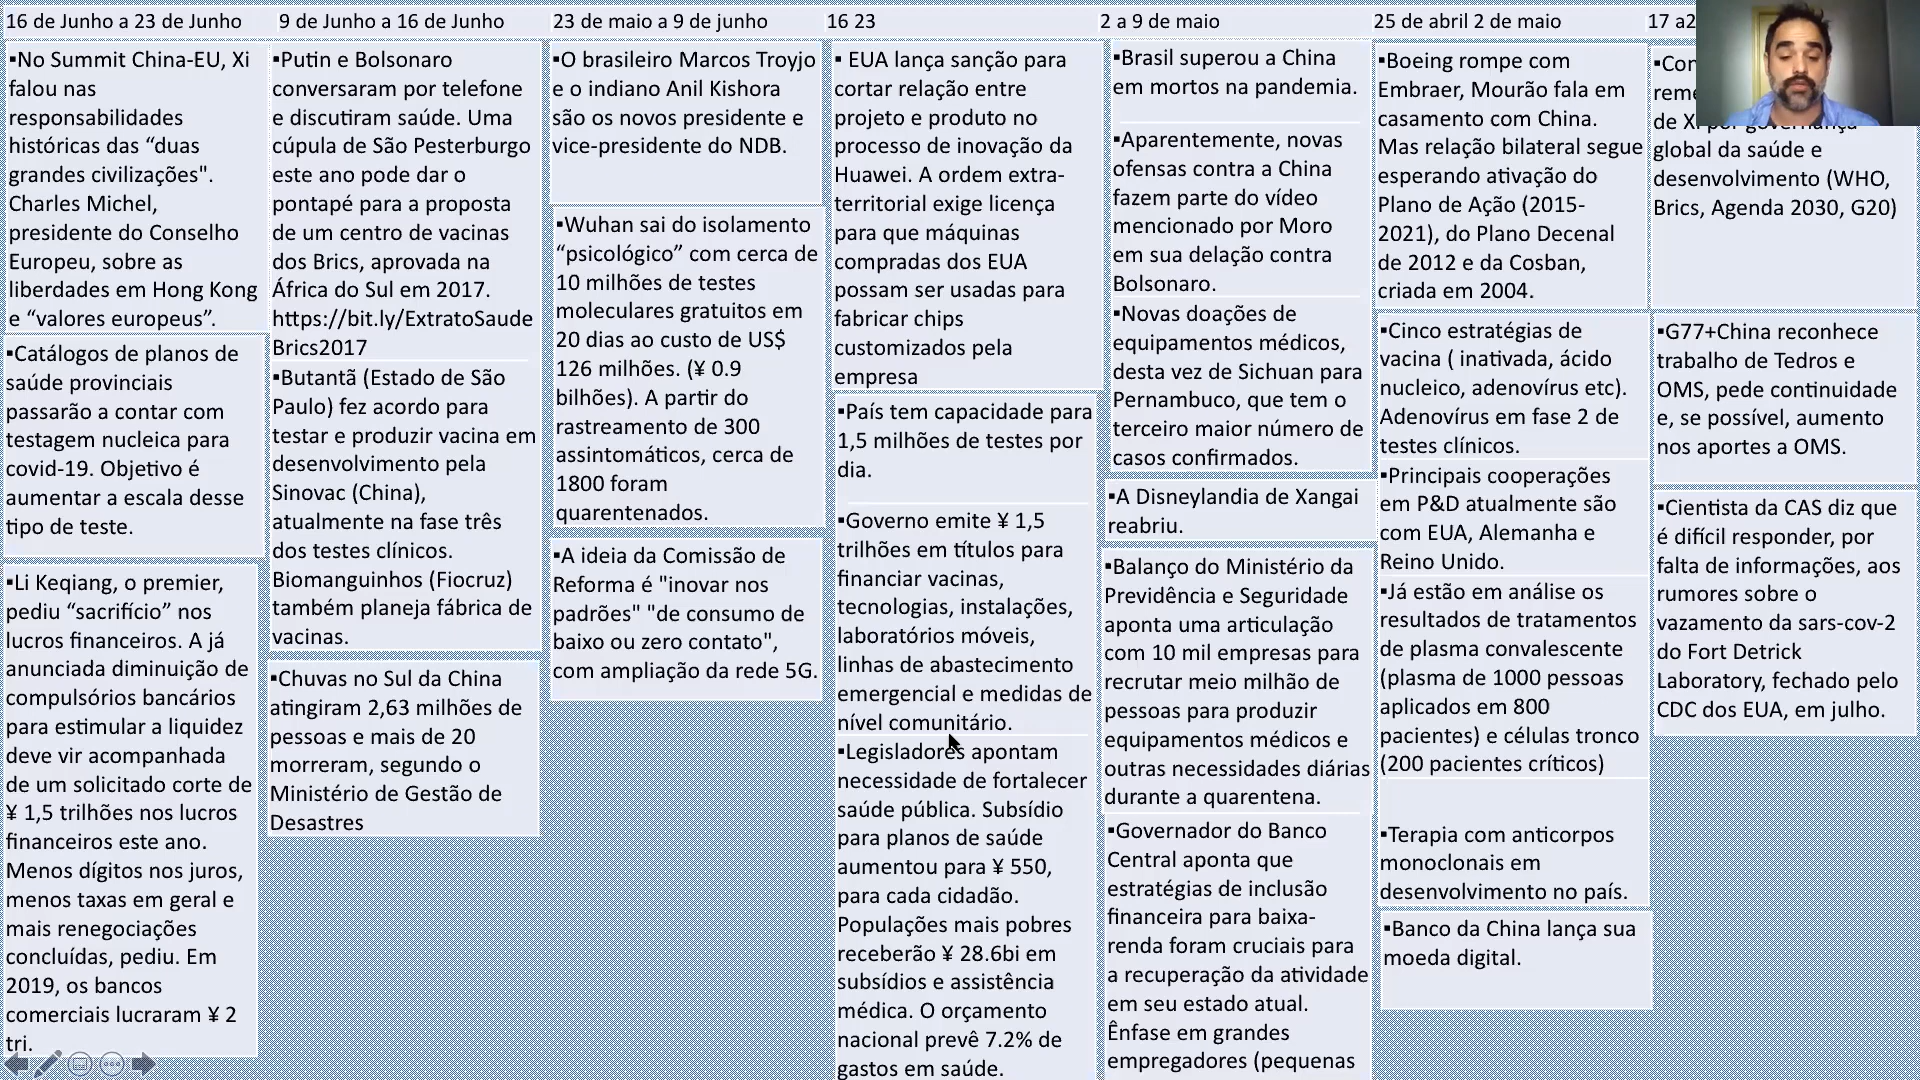 16 de Junho a 23 de Junho
▪No Summit China-EU, Xi
falou nas
responsabilidades
históricas das “duas
grandes civilizações".
Charles Michel,
presidente do Conselho
Europeu, sobre as
liberdades em Hong Kong
e “valores europeus”.
▪Catálogos de planos de
saúde provinciais
passarão a contar com
testagem nucleica para
covid-19. Objetivo é
aumentar a escala desse
tipo de teste.
▪Li Keqiang, o premier,
pediu “sacrifício” nos
lucros financeiros. A já
anunciada diminuição de
compulsórios bancários
para estimular a liquidez
deve vir acompanhada
de um solicitado corte de
¥ 1,5 trilhões nos lucros
financeiros este ano.
Menos dígitos nos juros,
menos taxas em geral e
mais renegociações
concluídas, pediu. Em
2019, os bancos
comerciais lucraram ¥ 2
tri.
9 de Junho a 16 de Junho
▪Putin e Bolsonaro
conversaram por telefone
e discutiram saúde. Uma
cúpula de São Pesterburgo
este ano pode dar o
pontapé para a proposta
de um centro de vacinas
dos Brics, aprovada na
África do Sul em 2017.
https://bit.ly/ExtratoSaude
Brics2017
▪Butantã (Estado de São
Paulo) fez acordo para
testar e produzir vacina em
desenvolvimento pela
Sinovac (China),
atualmente na fase três
dos testes clínicos.
Biomanguinhos (Fiocruz)
também planeja fábrica de
vacinas.
▪Chuvas no Sul da China
atingiram 2,63 milhões de
pessoas e mais de 20
morreram, segundo o
Ministério de Gestão de
Desastres
23 de maio a 9 de junho
▪O brasileiro Marcos Troyjo
e o indiano Anil Kishora
são os novos presidente e
vice-presidente do NDB.
▪Wuhan sai do isolamento
“psicológico” com cerca de
10 milhões de testes
moleculares gratuitos em
20 dias ao custo de US$
126 milhões. (¥ 0.9
bilhões). A partir do
rastreamento de 300
assintomáticos, cerca de
1800 foram
quarentenados.
▪A ideia da Comissão de
Reforma é "inovar nos
padrões" "de consumo de
baixo ou zero contato",
com ampliação da rede 5G.
16 23
▪ EUA lança sanção para
cortar relação entre
projeto e produto no
processo de inovação da
Huawei. A ordem extra-
territorial exige licença
para que máquinas
compradas dos EUA
possam ser usadas para
fabricar chips
customizados pela
empresa
▪País tem capacidade para
1,5 milhões de testes por
dia.
▪Governo emite ¥ 1,5
trilhões em títulos para
financiar vacinas,
tecnologias, instalações,
laboratórios móveis,
linhas de abastecimento
emergencial e medidas de
nível comunitário.
▪Legisladores apontam
necessidade de fortalecer
saúde pública. Subsídio
para planos de saúde
aumentou para ¥ 550,
para cada cidadão.
Populações mais pobres
receberão ¥ 28.6bi em
subsídios e assistência
médica. O orçamento
nacional prevê 7.2% de
gastos em saúde.
2 a 9 de maio
▪Brasil superou a China
em mortos na pandemia.
▪Aparentemente, novas
ofensas contra a China
fazem parte do vídeo
mencionado por Moro
em sua delação contra
Bolsonaro.
▪Novas doações de
equipamentos médicos,
desta vez de Sichuan para
Pernambuco, que tem o
terceiro maior número de
casos confirmados.
▪A Disneylandia de Xangai
reabriu.
▪Balanço do Ministério da
Previdência e Seguridade
aponta uma articulação
com 10 mil empresas para
recrutar meio milhão de
pessoas para produzir
equipamentos médicos e
outras necessidades diárias
durante a quarentena.
▪Governador do Banco
Central aponta que
estratégias de inclusão
financeira para baixa-
renda foram cruciais para
a recuperação da atividade
em seu estado atual.
Ênfase em grandes
empregadores (pequenas
25 de abril 2 de maio
▪Boeing rompe com
Embraer, Mourão fala em
casamento com China.
Mas relação bilateral segue
esperando ativação do
Plano de Ação (2015-
2021), do Plano Decenal
de 2012 e da Cosban,
criada em 2004.
▪Cinco estratégias de
vacina ( inativada, ácido
nucleico, adenovírus etc).
Adenovírus em fase 2 de
testes clínicos.
▪Principais cooperações
em P&D atualmente são
com EUA, Alemanha e
Reino Unido.
▪Já estão em análise os
resultados de tratamentos
de plasma convalescente
(plasma de 1000 pessoas
aplicados em 800
pacientes) e células tronco
(200 pacientes críticos)
▪Terapia com anticorpos
monoclonais em
desenvolvimento no país.
▪Banco da China lança sua
moeda digital.
17 a2
de Xi por governança
global da saúde e
desenvolvimento (WHO,
Brics, Agenda 2030, G20)
▪G77+China reconhece
trabalho de Tedros e
OMS, pede continuidade
e, se possível, aumento
nos aportes a OMS.
▪Cientista da CAS diz que
é difícil responder, por
falta de informações, aos
rumores sobre o
vazamento da sars-cov-2
do Fort Detrick
Laboratory, fechado pelo
CDC dos EUA, em julho.